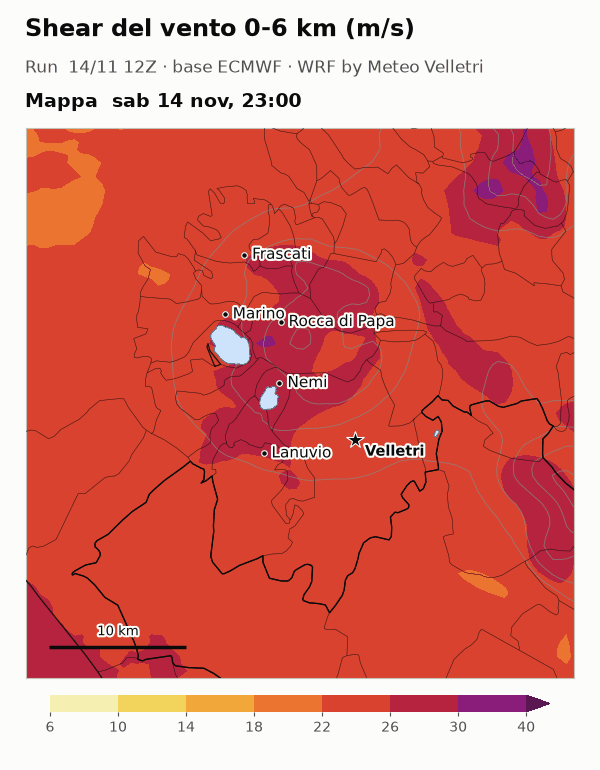 Shear del vento 0-6 km (m/s)
Run  14/11 12Z · base ECMWF · WRF by Meteo Velletri
Mappa  sab 14 nov, 23:00
Frascati
Marino
Rocca di Papa
Nemi
Velletri
Lanuvio
10 km
6 10 14 18 22 26 30 40